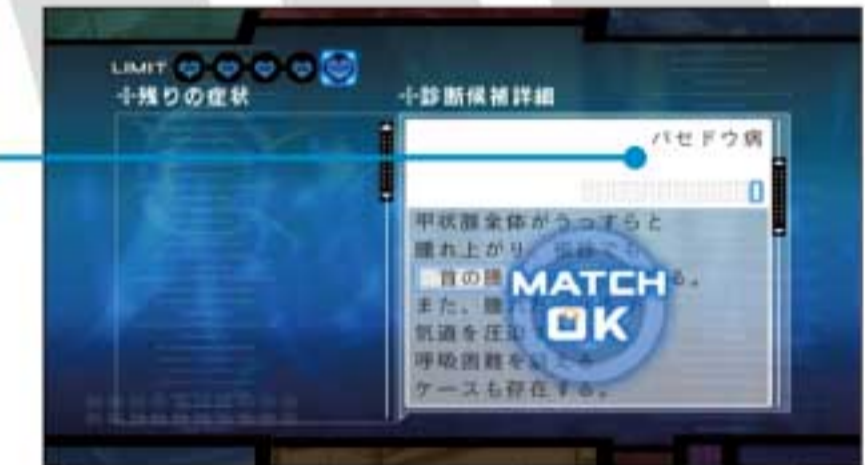 LIMIT
残りの症状
診断候補詳細
バセドウ病
甲状腺全体がうっすらと
腫れ上がり、
首の腫 る。
また、腫
気道を圧迫
呼吸困難を
ケースも存在する。
MATCH
OK